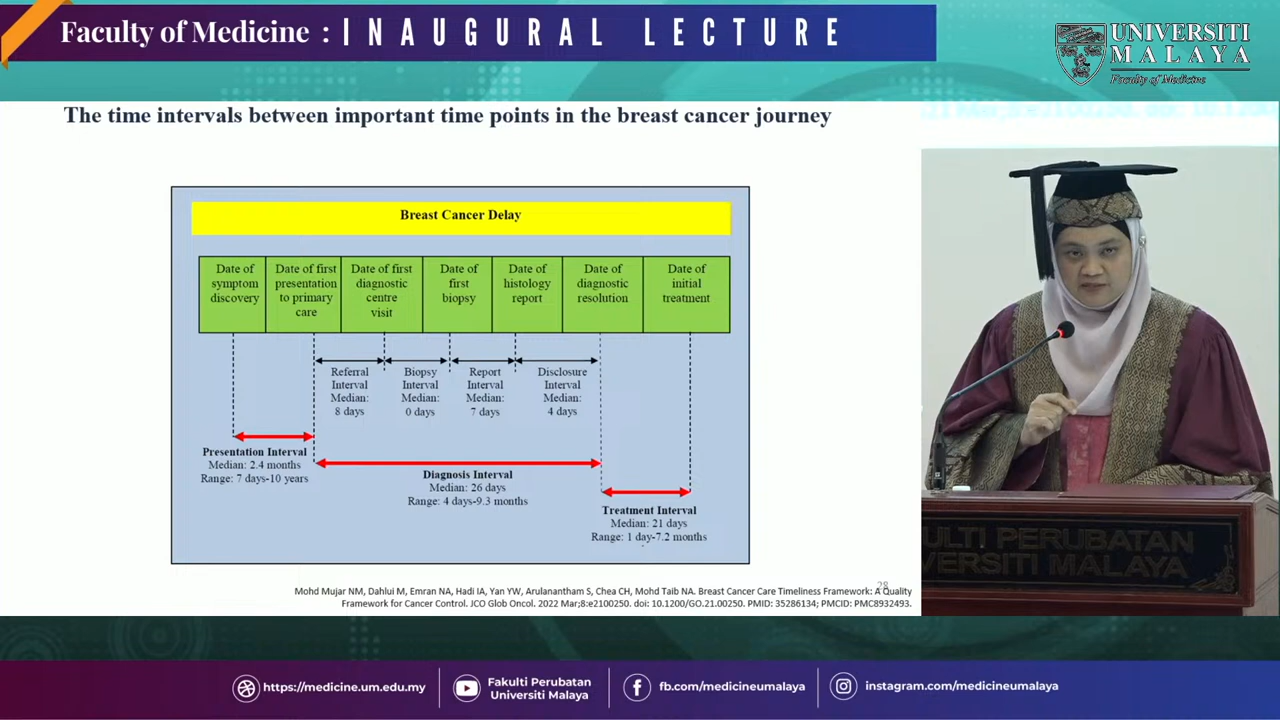 Faculty of Medicine : INAUGURAL LECTURE
UNIVERSITI
MALAYA
Faculty of Medicine
The time intervals between important time points in the breast cancer journey
Breast Cancer Delay
Date of
symptom
discovery
Date of first
presentation
to primary
care
Date of first
diagnostic
centre
visit
Date of
first
biopsy
Date of
histology
report
Date of
diagnostic
resolution
Date of
initial
treatment
Referral
Interval
Median:
8 days
Biopsy
Interval
Median:
0 days
Report
Interval
Median:
7 days
Disclosure
Interval
Median:
4 days
Presentation Interval
Median: 2.4 months
Range: 7 days-10 years
Diagnosis Interval
Median: 26 days
Range: 4 days-9.3 months
Treatment Interval
Median: 21 days
Range: 1 day-7.2 months
28
Mohd Mujar NM, Dahlui M, Emran NA, Hadi IA, Yan YW, Arulanantham S, Chea CH, Mohd Taib NA. Breast Cancer Care Timeliness Framework: A Quality
Framework for Cancer Control. JCO Glob Oncol. 2022 Mar;8:e2100250. doi: 10.1200/GO.21.00250. PMID: 35286134; PMCID: PMC8932493.
ULTI PERUBATAN
VERSITI MALAYA
https://medicine.um.edu.my
Fakulti Perubatan
Universiti Malaya
fb.com/medicineumalaya
instagram.com/medicineumalaya